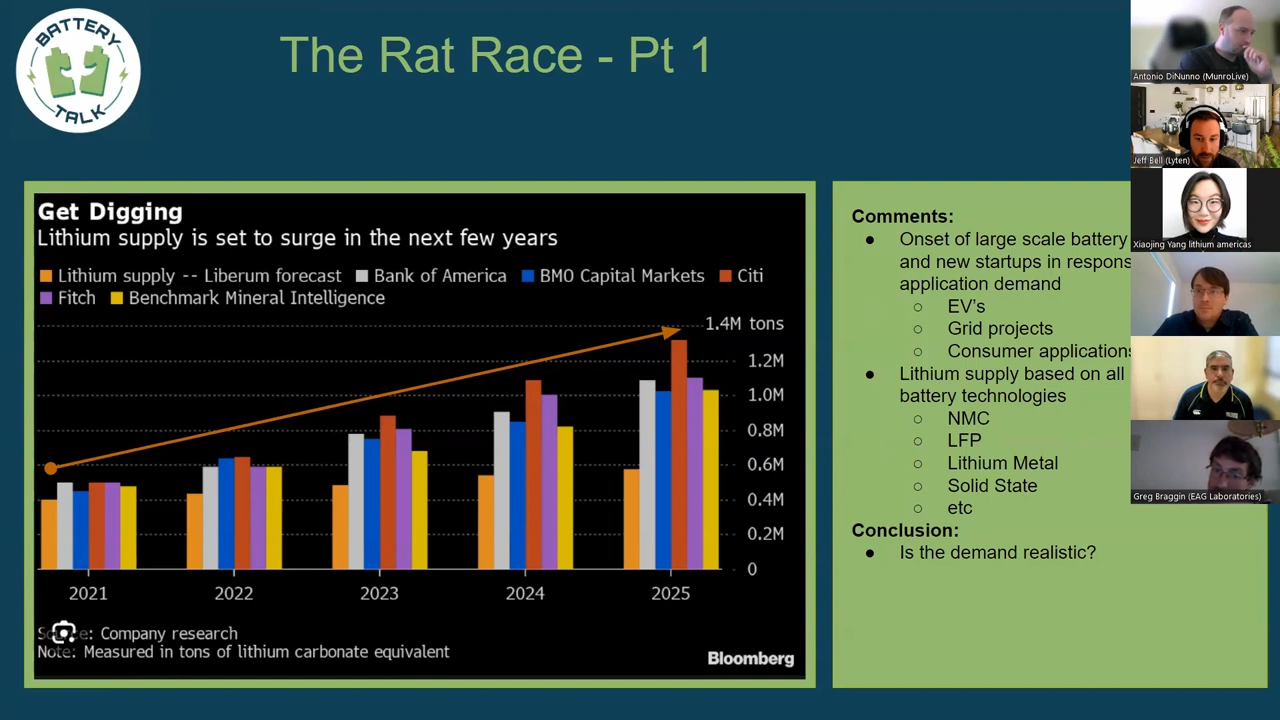 BATTERY
TALK
The Rat Race - Pt 1
Get Digging
Lithium supply is set to surge in the next few years
Lithium supply -- Liberum forecast Bank of America BMO Capital Markets Citi
Fitch Benchmark Mineral Intelligence
1.4M tons
1.2M
1.0M
0.8M
0.6M
0.4M
0.2M
0
2021 2022 2023 2024 2025
: Company research
Note: Measured in tons of lithium carbonate equivalent
Bloomberg
Comments:
● Onset of large scale battery
and new startups in respons
application demand
○ EV's
○ Grid projects
○ Consumer applications
● Lithium supply based on all
battery technologies
○ NMC
○ LFP
○ Lithium Metal
○ Solid State
○ etc
Conclusion:
● Is the demand realistic?
Antonio DiNunno (MunroLive)
Jeff Bell (Lyten)
Xiaojing Yang lithium americas
Greg Braggin (EAG Laboratories)